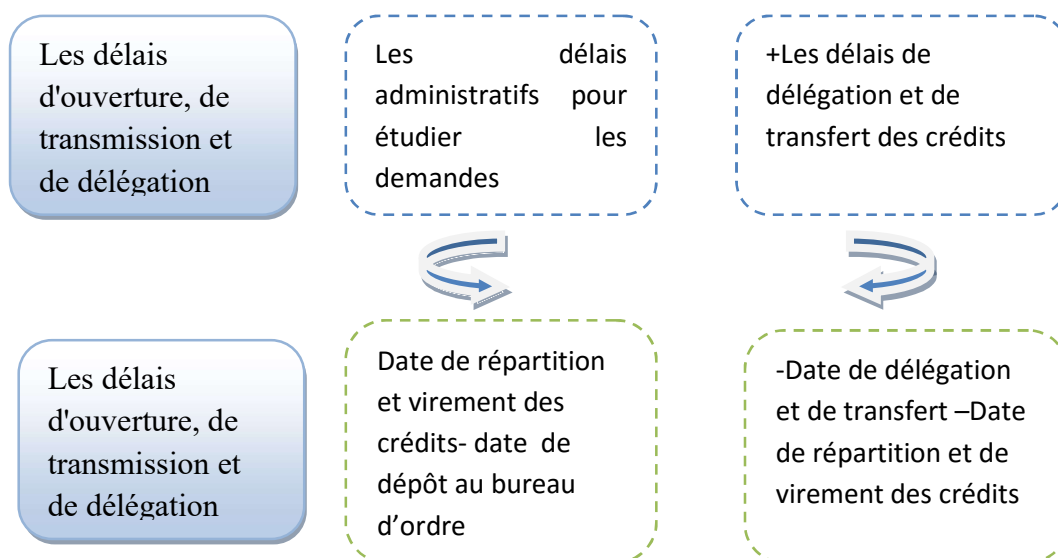 Les délais
d'ouverture, de
transmission et
de délégation
Les délais
administratifs pour
étudier les
demandes
+Les délais de
délégation et de
transfert des crédits
Les délais
d'ouverture, de
transmission et
de délégation
Date de répartition
et virement des
crédits- date de
dépôt au bureau
d’ordre
-Date de délégation
et de transfert –Date
de répartition et de
virement des crédits